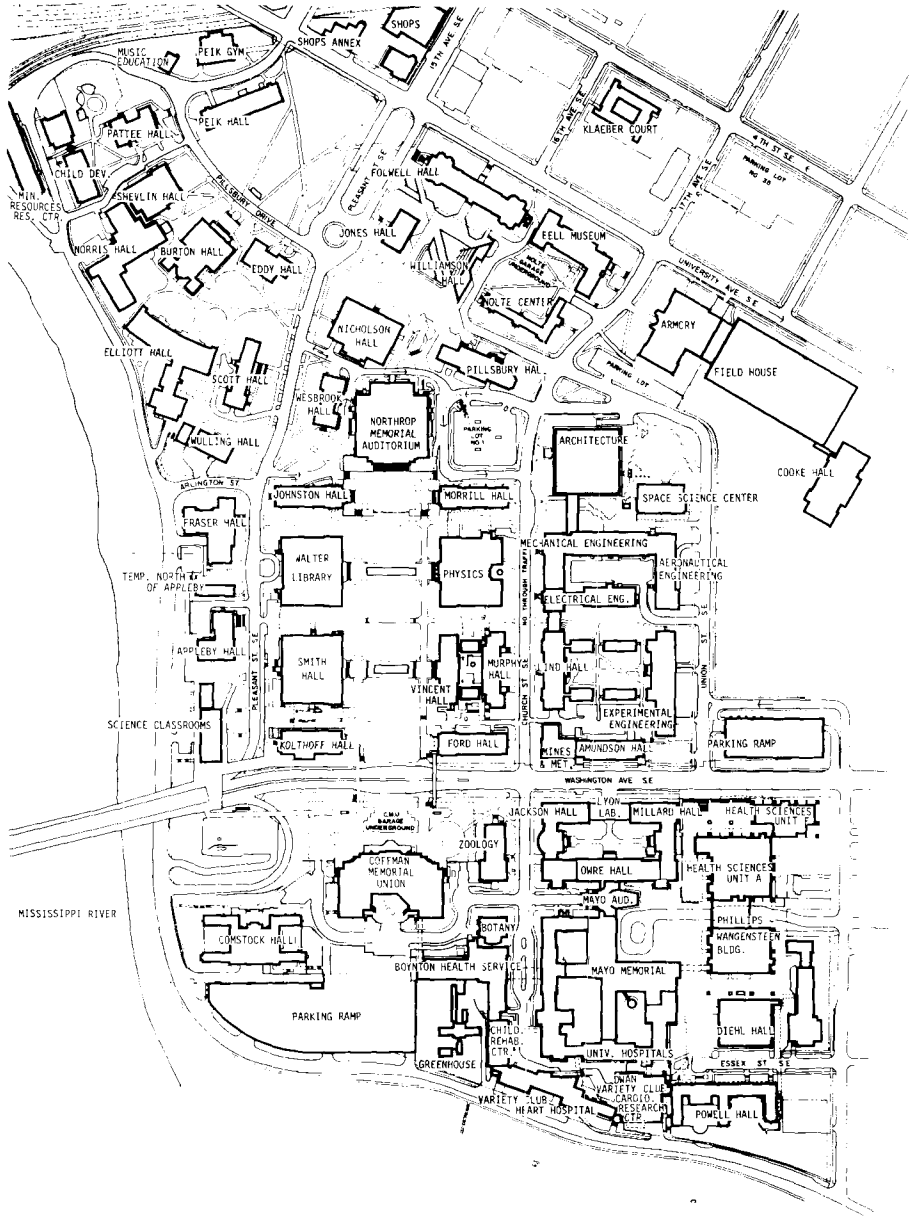 SHOPS
SHOPS ANNEX
15TH AVE S.E
MUSIC
EDUCATION
PEIK GYM
PEIK HALL
PATTEE HALL
CHILD DEV.
MIN.
RESOURCES
RES. CTR.
SHEVLIN HALL
PILLSBURY DRIVE
NORRIS HALL
BURTON HALL
EDDY HALL
PLEASANT S.E
FOLWELL HALL
JONES HALL
WILLIAMSON
HALL
16TH AVE S.E
KLAEBER COURT
17TH AVE S.E
4TH ST S.E.
PARKING LOT
NO 38
BELL MUSEUM
NOLTE
GARAGE
UNDERGROUND
NOLTE CENTER
UNIVERSITY AVE S.E
ARMORY
FIELD HOUSE
COOKE HALL
PARKING LOT
ELLIOTT HALL
SCOTT HALL
NICHOLSON
HALL
PILLSBURY HALL
WESBROOK
HALL
NORTHROP
MEMORIAL
AUDITORIUM
PARKING
LOT
NO.1
WULLING HALL
ARLINGTON ST
ARCHITECTURE
SPACE SCIENCE CENTER
JOHNSTON HALL
MORRILL HALL
FRASER HALL
TEMP. NORTH
OF APPLEBY
WALTER
LIBRARY
PHYSICS
MECHANICAL ENGINEERING
AERONAUTICAL
ENGINEERING
ELECTRICAL ENG.
NO THROUGH TRAFFIC
CHURCH ST SE
UNION ST S.E
APPLEBY HALL
PLEASANT ST SE
SMITH
HALL
VINCENT
HALL
MURPHY
HALL
LIND HALL
EXPERIMENTAL
ENGINEERING
SCIENCE CLASSROOMS
KOLTHOFF HALL
FORD HALL
MINES
& MET.
AMUNDSON HALL
PARKING RAMP
WASHINGTON AVE S.E
C.M.U
GARAGE
UNDERGROUND
JACKSON HALL
LYON
LAB.
MILLARD HALL
HEALTH SCIENCES
UNIT
ZOOLOGY
COFFMAN
MEMORIAL
UNION
OWRE HALL
HEALTH SCIENCES
UNIT A
MAYO AUD.
MISSISSIPPI RIVER
COMSTOCK HALL
BOTANY
PHILLIPS
WANGENSTEEN
BLDG.
BOYNTON HEALTH SERVICE
MAYO MEMORIAL
PARKING RAMP
CHILD.
REHAB.
CTR.
GREENHOUSE
UNIV. HOSPITALS
DIEHL HALL
ESSEX ST S.E
VARIETY CLUB
HEART HOSPITAL
DWAN
VARIETY CLUB
CARDIO.
RESEARCH
CTR.
POWELL HALL